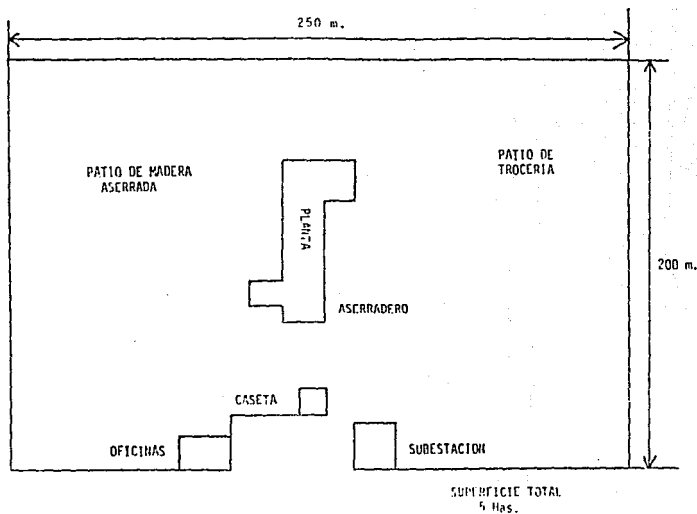 250 m.
PATIO DE MADERA
ASERRADA
PATIO DE
TROCERIA
PLANTA
200 m.
ASERRADERO
CASETA
OFICINAS
SUBESTACION
SUPERFICIE TOTAL
5 Has.